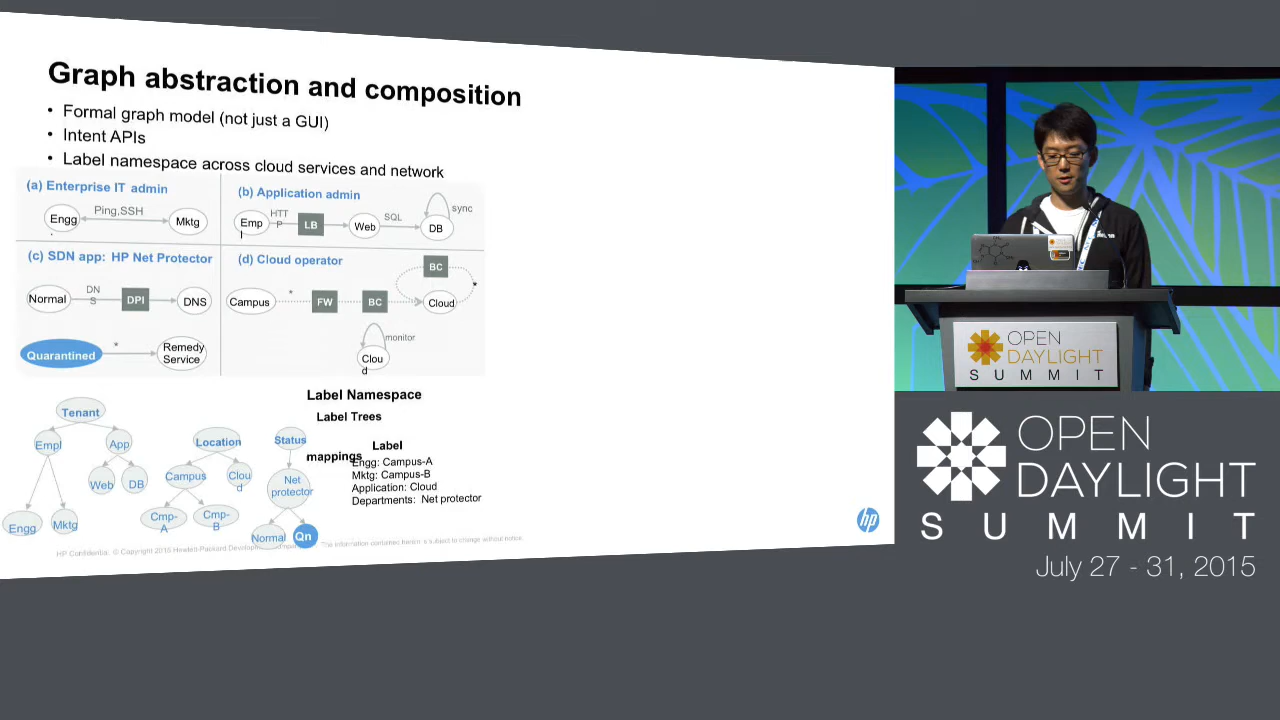 Graph abstraction and composition
• Formal graph model (not just a GUI)
• Intent APIs
• Label namespace across cloud services and network
(a) Enterprise IT admin
Engg
.
Ping,SSH
Mktg
(b) Application admin
Emp
l
HTT
P
LB
Web
SQL
DB
sync
(c) SDN app: HP Net Protector
Normal
DN
S
DPI
DNS
Quarantined
*
Remedy
Service
(d) Cloud operator
Campus
*
FW
BC
BC
Cloud
*
Clou
d
monitor
Label Namespace
Label Trees
Label
mappings
Engg: Campus-A
Mktg: Campus-B
Application: Cloud
Departments: Net protector
Tenant
Empl
App
Web
DB
Engg
Mktg
Location
Campus
Clou
d
Cmp-
A
Cmp-
B
Status
Net
protector
Normal
Qn
HP Confidential. © Copyright 2015 Hewlett-Packard Development The information contained herein is subject to change without notice.
hp
OPEN
DAYLIGHT
SUMMIT
OPEN
DAYLIGHT
SUMMIT
July 27 - 31, 2015